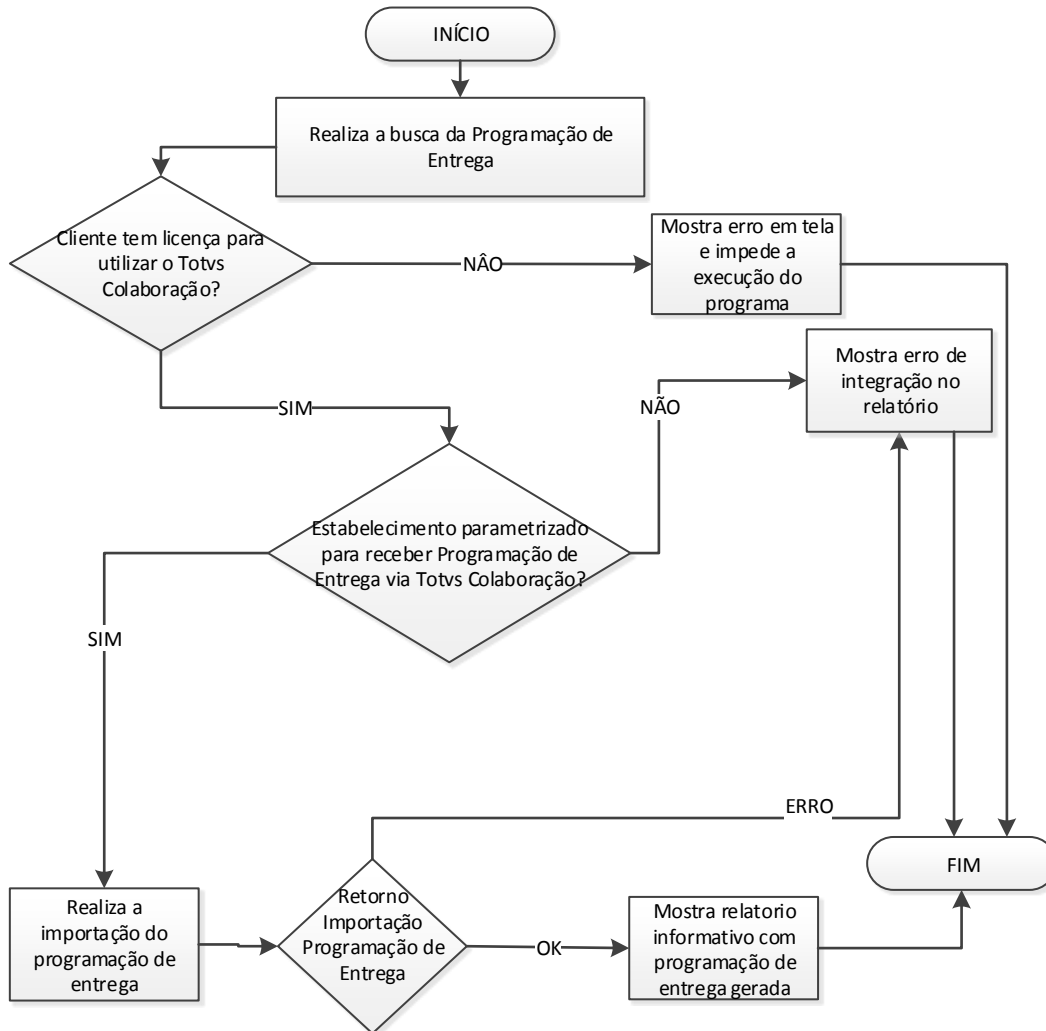 INÍCIO
Realiza a busca da Programação de
Entrega
Cliente tem licença para
utilizar o Totvs
Colaboração?
NÂO
Mostra erro em tela
e impede a
execução do
programa
Mostra erro de
integração no
relatório
SIM
NÃO
Estabelecimento parametrizado
para receber Programação de
Entrega via Totvs Colaboração?
SIM
ERRO
FIM
Realiza a
importação do
programação de
entrega
Retorno
Importação
Programação de
Entrega
OK
Mostra relatorio
informativo com
programação de
entrega gerada